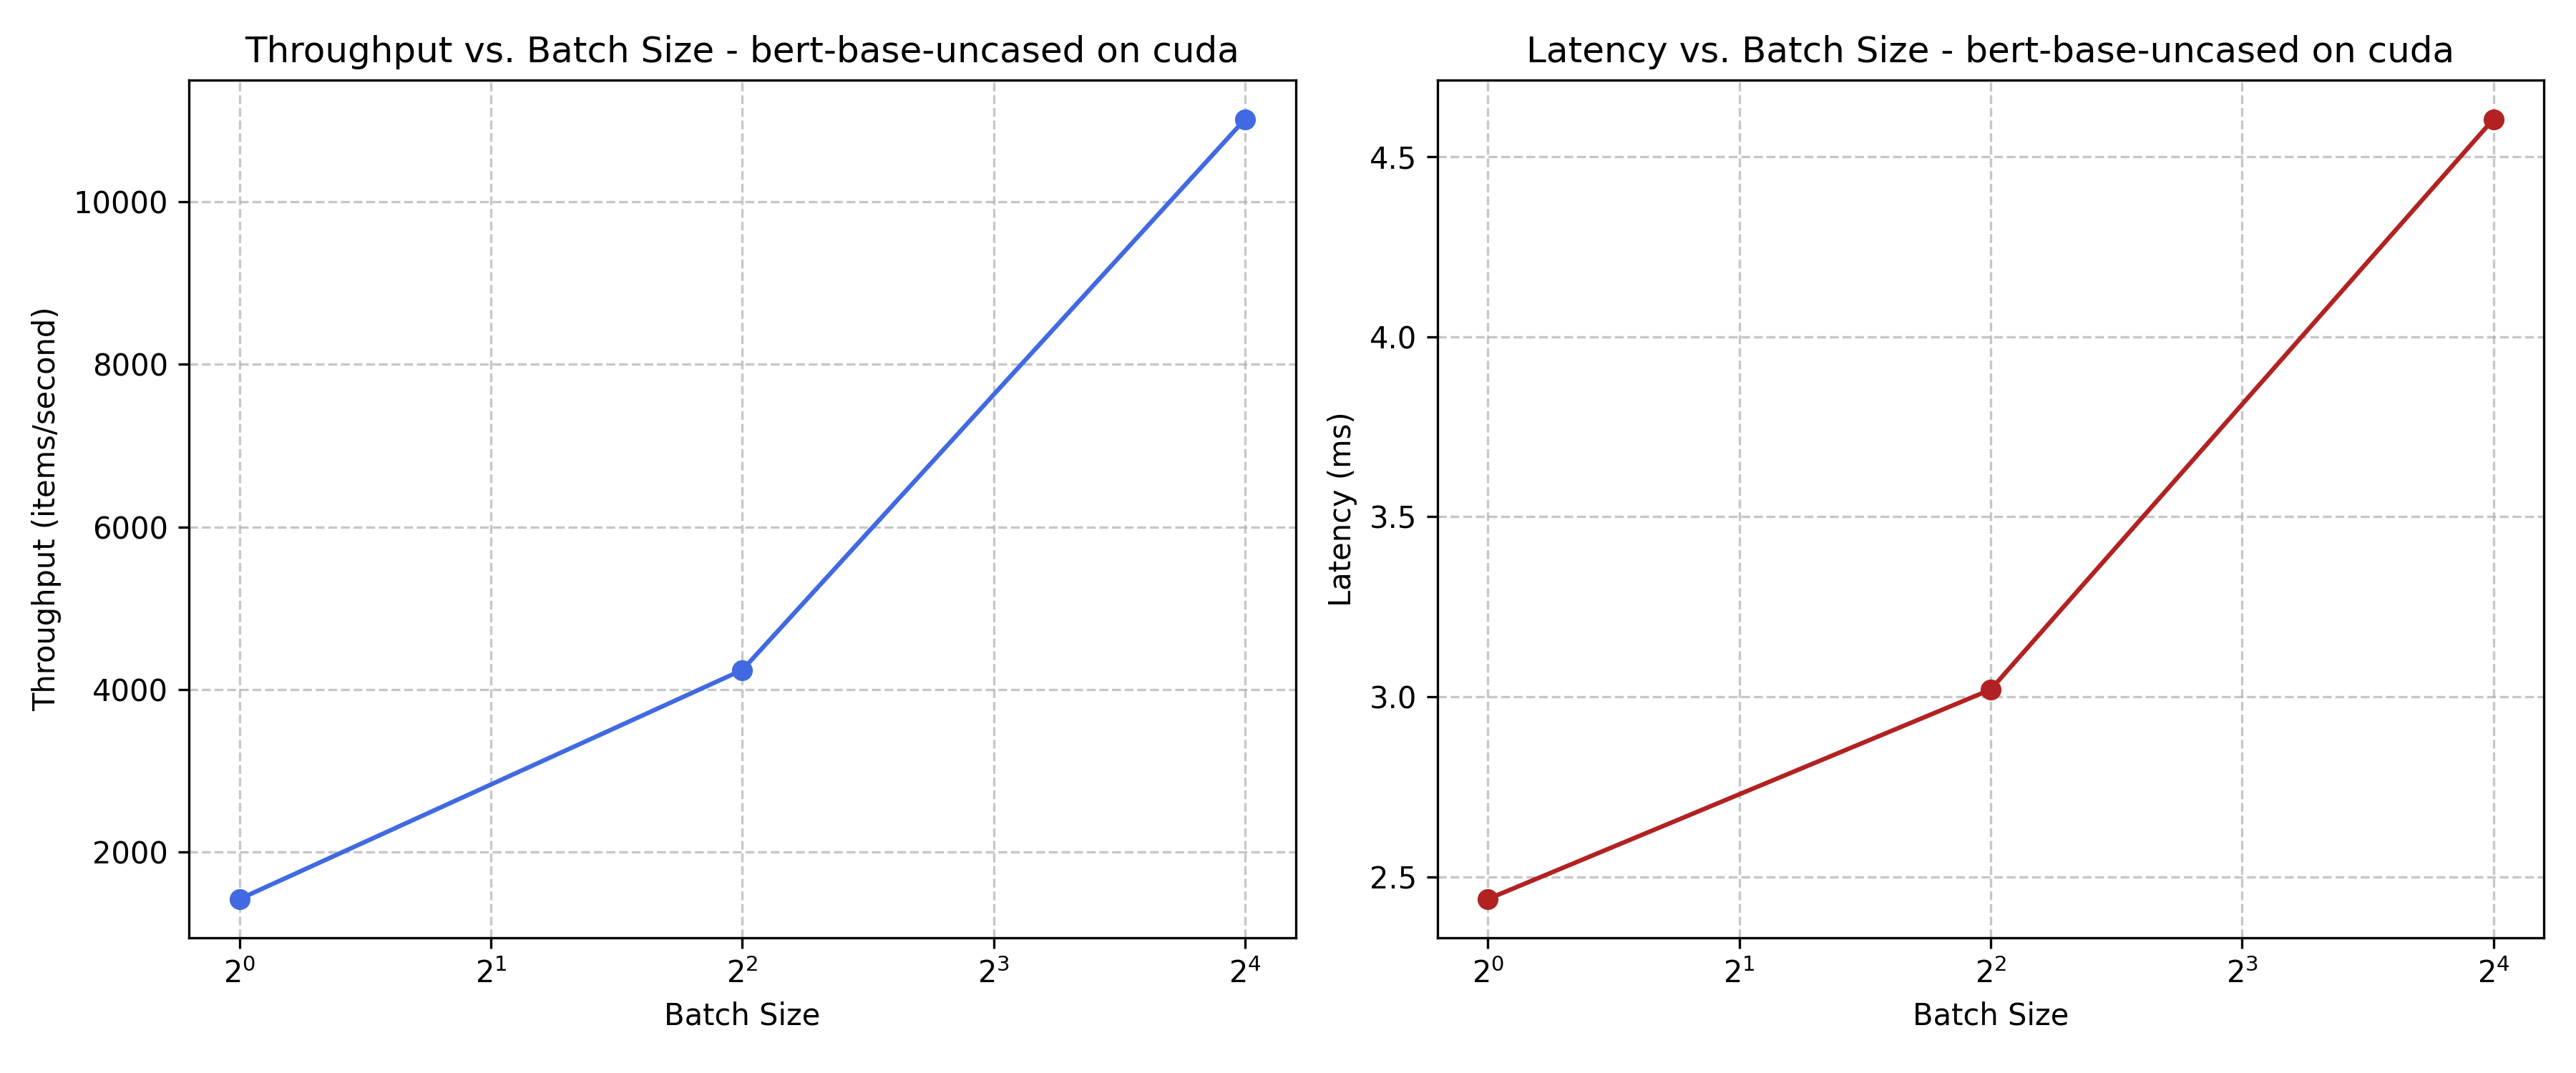 Throughput vs. Batch Size - bert-base-uncased on cuda
Throughput (items/second)
10000
8000
6000
4000
2000
2⁰ 2¹ 2² 2³ 2⁴
Batch Size
Latency vs. Batch Size - bert-base-uncased on cuda
Latency (ms)
4.5
4.0
3.5
3.0
2.5
2⁰ 2¹ 2² 2³ 2⁴
Batch Size